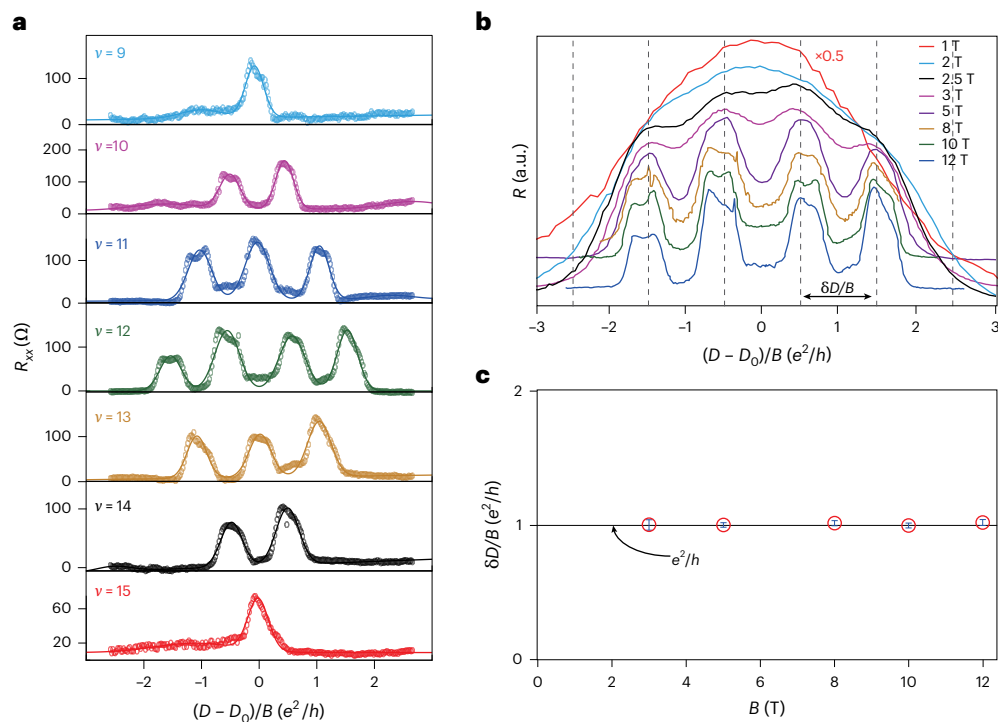 a
ν = 9
100
0
ν = 10
200
100
0
ν = 11
100
0
ν = 12
100
0
ν = 13
100
0
ν = 14
100
0
ν = 15
60
20
Rxx (Ω)
−2 −1 0 1 2
(D − D0)/B (e²/h)
b
×0.5
1 T
2 T
2.5 T
3 T
5 T
8 T
10 T
12 T
R (a.u.)
δD/B
−3 −2 −1 0 1 2 3
(D − D0)/B (e²/h)
c
2
1
0
δD/B (e²/h)
e²/h
0 2 4 6 8 10 12
B (T)